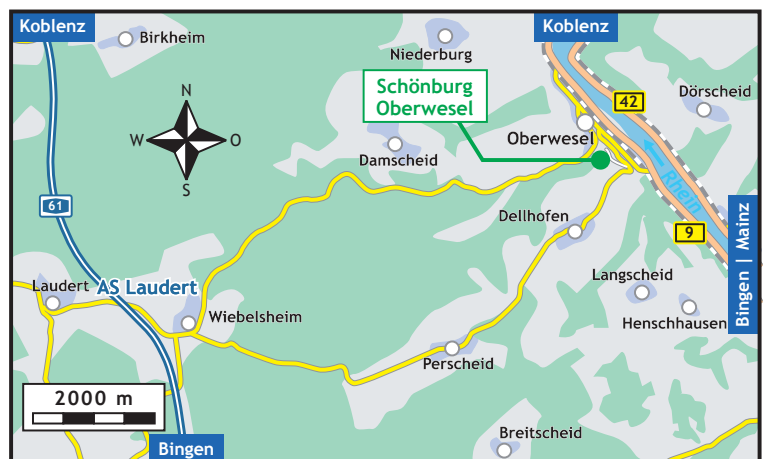 Koblenz
Koblenz
Birkheim
Niederburg
Schönburg
Oberwesel
42
Dörscheid
N
W
O
S
Oberwesel
Damscheid
Rhein
61
Dellhofen
9
Bingen | Mainz
Laudert
AS Laudert
Langscheid
Wiebelsheim
Henschhausen
Perscheid
2000 m
Breitscheid
Bingen